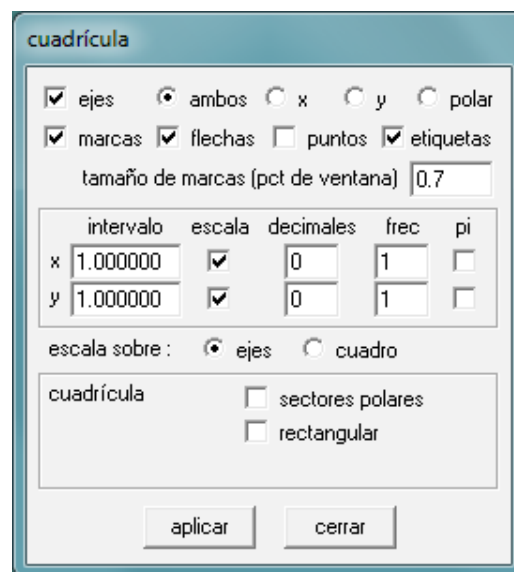 cuadrícula
ejes ambos x y polar
marcas flechas puntos etiquetas
tamaño de marcas (pct de ventana) 0.7
intervalo escala decimales frec pi
x 1.000000 0 1
y 1.000000 0 1
escala sobre : ejes cuadro
cuadrícula sectores polares
rectangular
aplicar cerrar